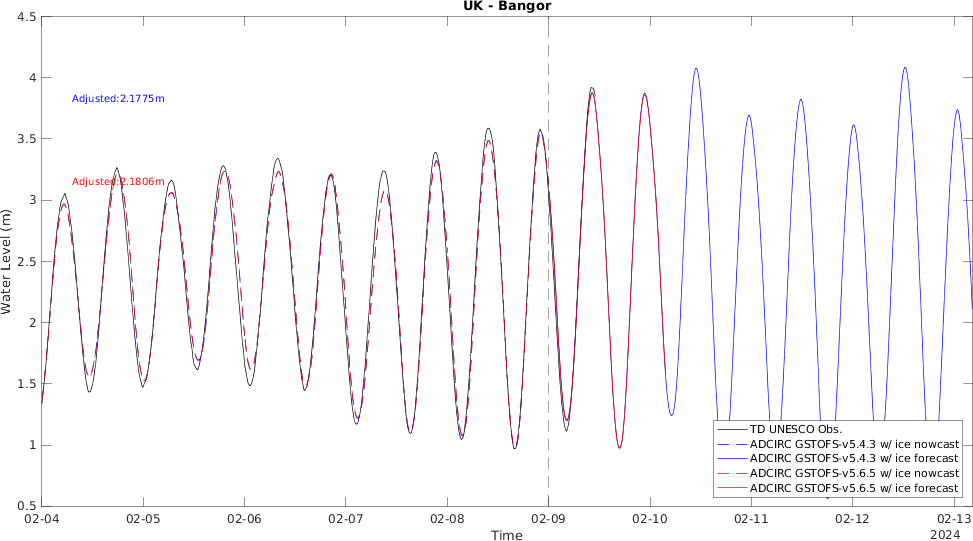 UK - Bangor
4.5
4
3.5
3
2.5
2
1.5
1
0.5
Water Level (m)
Adjusted:2.1775m
Adjusted:2.1806m
TD UNESCO Obs.
ADCIRC GSTOFS-v5.4.3 w/ ice nowcast
ADCIRC GSTOFS-v5.4.3 w/ ice forecast
ADCIRC GSTOFS-v5.6.5 w/ ice nowcast
ADCIRC GSTOFS-v5.6.5 w/ ice forecast
02-04 02-05 02-06 02-07 02-08 02-09 02-10 02-11 02-12 02-13
Time
2024